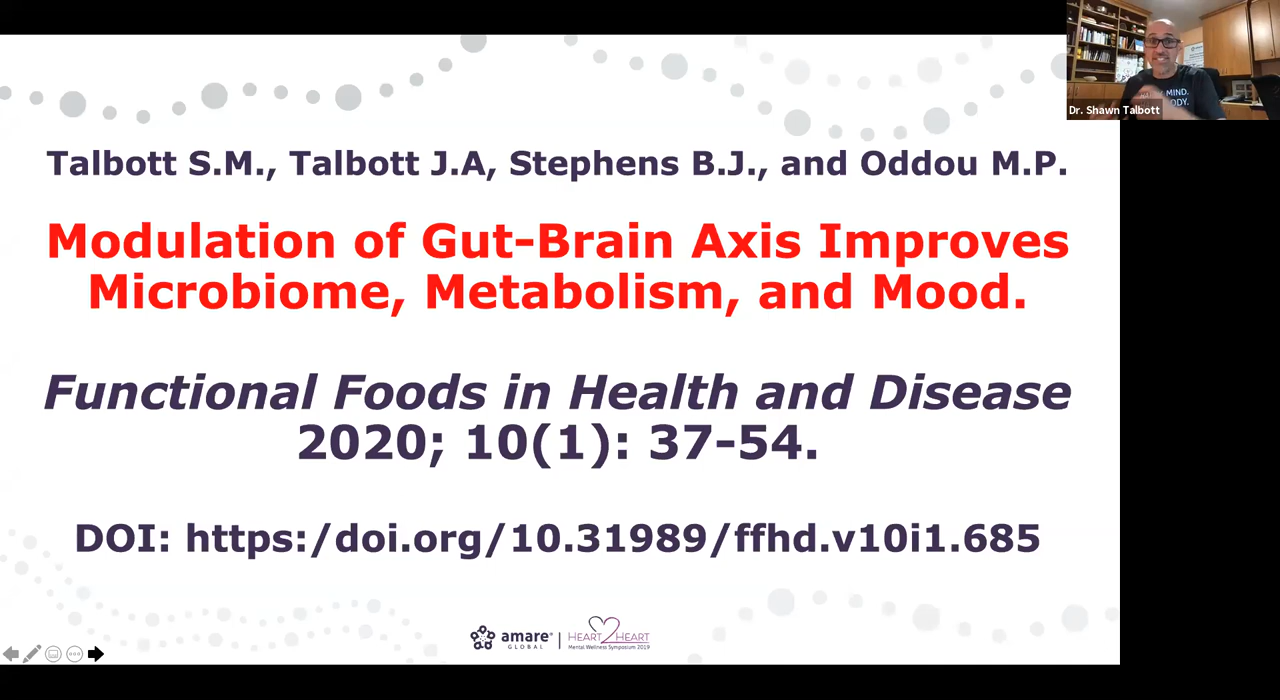 Talbott S.M., Talbott J.A, Stephens B.J., and Oddou M.P.
Modulation of Gut-Brain Axis Improves
Microbiome, Metabolism, and Mood.
Functional Foods in Health and Disease
2020; 10(1): 37-54.
DOI: https:/doi.org/10.31989/ffhd.v10i1.685
amare®
GLOBAL
HEART2HEART
Mental Wellness Symposium 2019
MIND.
Dr. Shawn Talbott